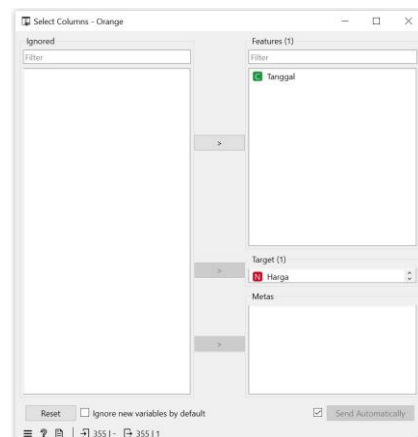 Select Columns - Orange
Ignored
Filter
>
>
>
Features (1)
Filter
C Tanggal
Target (1)
N Harga
Metas
Reset
Ignore new variables by default
Send Automatically
? 355 | - 355 | 1